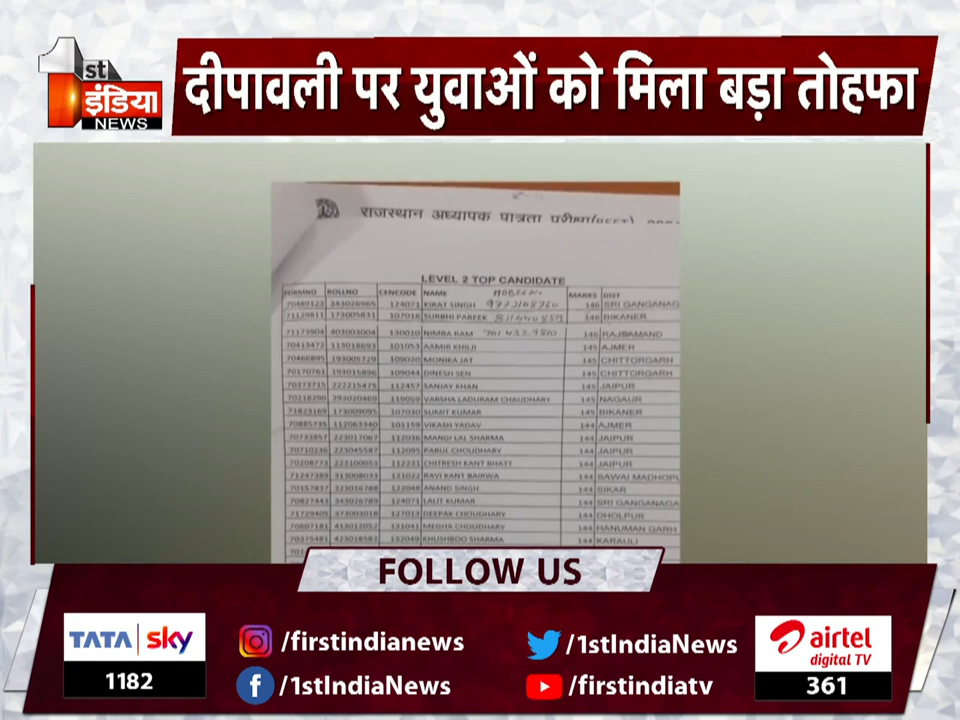 1st
इंडिया
NEWS
दीपावली पर युवाओं को मिला बड़ा तोहफा
राजस्थान अध्यापक पात्रता परीक्षा(REET)
LEVEL 2 TOP CANDIDATE
FORMNO ROLLNO CENCODE NAME MARKS DIST
70489123 343026965 124071 KIRAT SINGH 146 SRI GANGANAG
71129811 173005831 107016 SURBHI PAREEK 146 BIKANER
71173904 403003004 130010 NIMBA RAM 146 RAJSAMAND
70413472 113018693 101053 AAMIR KHILJI 145 AJMER
70466895 193005729 109020 MONIKA JAT 145 CHITTORGARH
70170761 193015896 109044 DINESH SEN 145 CHITTORGARH
70373715 222215475 112457 SANJAY KHAN 145 JAIPUR
70218290 293020469 119059 VARSHA LADURAM CHAUDHARY 145 NAGAUR
71823169 173009095 107030 SUMIT KUMAR 145 BIKANER
70885735 112063340 101159 VIKASH YADAV 144 AJMER
70733857 223017067 112036 MANGI LAL SHARMA 144 JAIPUR
70710236 223045587 112095 PARUL CHOUDHARY 144 JAIPUR
70208773 223100053 112231 CHITRESH KANT BHATT 144 JAIPUR
71247389 313008033 121022 RAVI KANT BAIRWA 144 SAWAI MADHOPU
70157837 323016788 122048 ANAND SINGH 144 SIKAR
70827443 343026789 124071 LALIT KUMAR 144 SRI GANGANAGA
71729405 373003018 127013 DEEPAK CHOUDHARY 144 DHOLPUR
70607181 413012052 131041 MEGHA CHOUDHARY 144 HANUMAN GARH
70375481 423018583 132049 KHUSHBOO SHARMA 144 KARAULI
FOLLOW US
TATA sky
1182
/firstindianews
/1stIndiaNews
/1stIndiaNews
/firstindiatv
airtel
digital TV
361